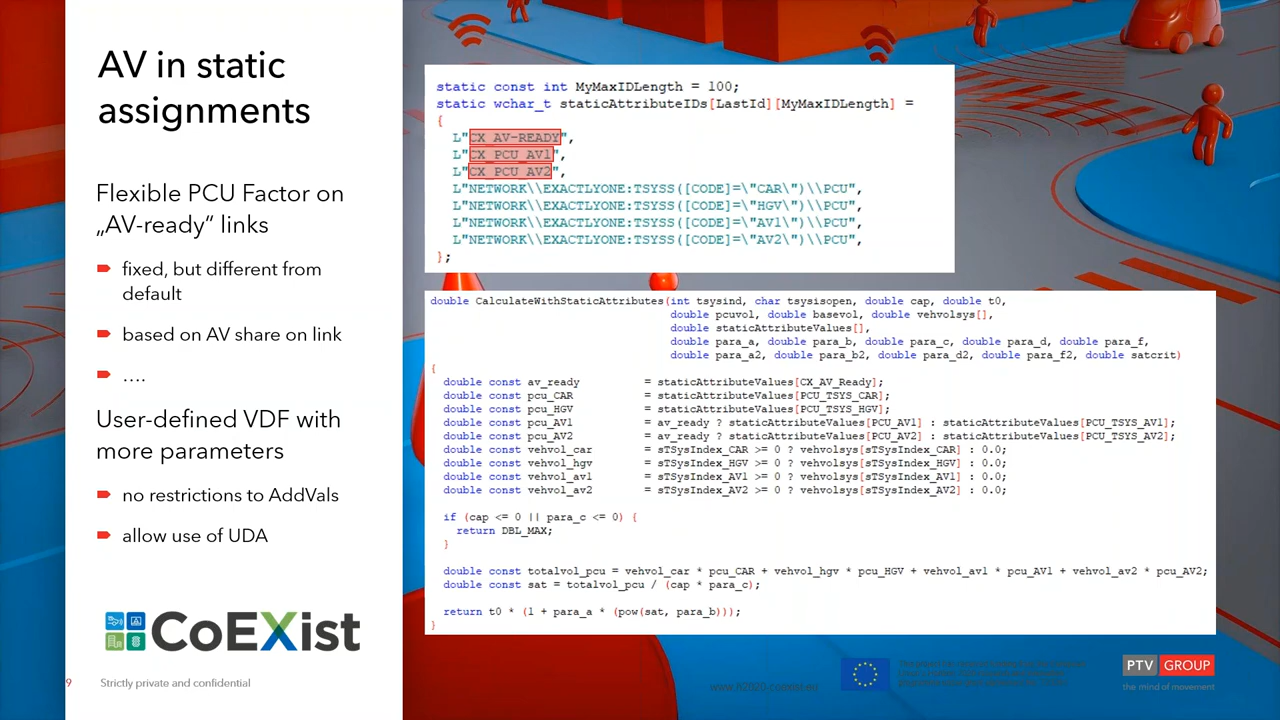 AV in static
assignments
Flexible PCU Factor on
„AV-ready“ links
fixed, but different from
default
based on AV share on link
….
User-defined VDF with
more parameters
no restrictions to AddVals
allow use of UDA
CoEXist
9 Strictly private and confidential
static const int MyMaxIDLength = 100;
static wchar_t staticAttributeIDs[LastId][MyMaxIDLength] =
{
L"CX_AV-READY",
L"CX_PCU_AV1",
L"CX_PCU_AV2",
L"NETWORK\\EXACTLYONE:TSYSS([CODE]=\"CAR\")\\PCU",
L"NETWORK\\EXACTLYONE:TSYSS([CODE]=\"HGV\")\\PCU",
L"NETWORK\\EXACTLYONE:TSYSS([CODE]=\"AV1\")\\PCU",
L"NETWORK\\EXACTLYONE:TSYSS([CODE]=\"AV2\")\\PCU",
};
double CalculateWithStaticAttributes(int tsysind, char tsysisopen, double cap, double t0,
double pcuvol, double basevol, double vehvolsys[],
double staticAttributeValues[],
double para_a, double para_b, double para_c, double para_d, double para_f,
double para_a2, double para_b2, double para_d2, double para_f2, double satcrit)
{
double const av_ready = staticAttributeValues[CX_AV_Ready];
double const pcu_CAR = staticAttributeValues[PCU_TSYS_CAR];
double const pcu_HGV = staticAttributeValues[PCU_TSYS_HGV];
double const pcu_AV1 = av_ready ? staticAttributeValues[PCU_AV1] : staticAttributeValues[PCU_TSYS_AV1];
double const pcu_AV2 = av_ready ? staticAttributeValues[PCU_AV2] : staticAttributeValues[PCU_TSYS_AV2];
double const vehvol_car = sTSysIndex_CAR >= 0 ? vehvolsys[sTSysIndex_CAR] : 0.0;
double const vehvol_hgv = sTSysIndex_HGV >= 0 ? vehvolsys[sTSysIndex_HGV] : 0.0;
double const vehvol_av1 = sTSysIndex_AV1 >= 0 ? vehvolsys[sTSysIndex_AV1] : 0.0;
double const vehvol_av2 = sTSysIndex_AV2 >= 0 ? vehvolsys[sTSysIndex_AV2] : 0.0;
if (cap <= 0 || para_c <= 0) {
return DBL_MAX;
}
double const totalvol_pcu = vehvol_car * pcu_CAR + vehvol_hgv * pcu_HGV + vehvol_av1 * pcu_AV1 + vehvol_av2 * pcu_AV2;
double const sat = totalvol_pcu / (cap * para_c);
return t0 * (1 + para_a * (pow(sat, para_b)));
}
www.h2020-coexist.eu
PTV GROUP
the mind of movement